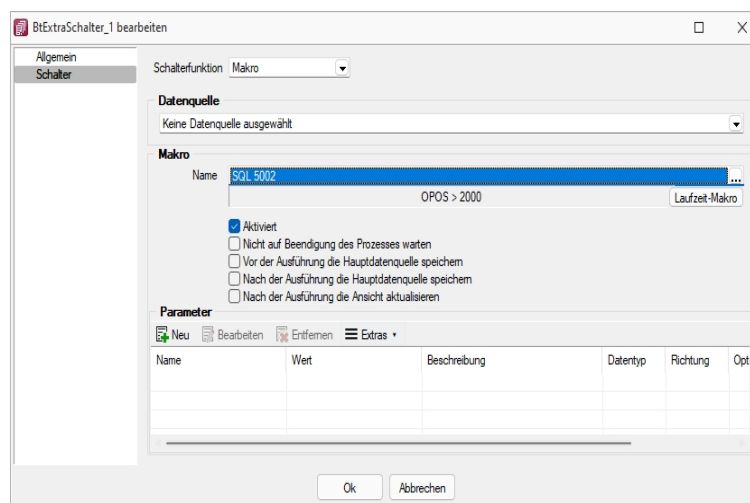 BtExtraSchalter_1 bearbeiten
Allgemein
Schalter
Schalterfunktion Makro
Datenquelle
Keine Datenquelle ausgewählt
Makro
Name SQL 5002 ...
OPOS > 2000 Laufzeit-Makro
Aktiviert
Nicht auf Beendigung des Prozesses warten
Vor der Ausführung die Hauptdatenquelle speichern
Nach der Ausführung die Hauptdatenquelle speichern
Nach der Ausführung die Ansicht aktualisieren
Parameter
Neu Bearbeiten Entfernen Extras
Name Wert Beschreibung Datentyp Richtung Opt
Ok Abbrechen